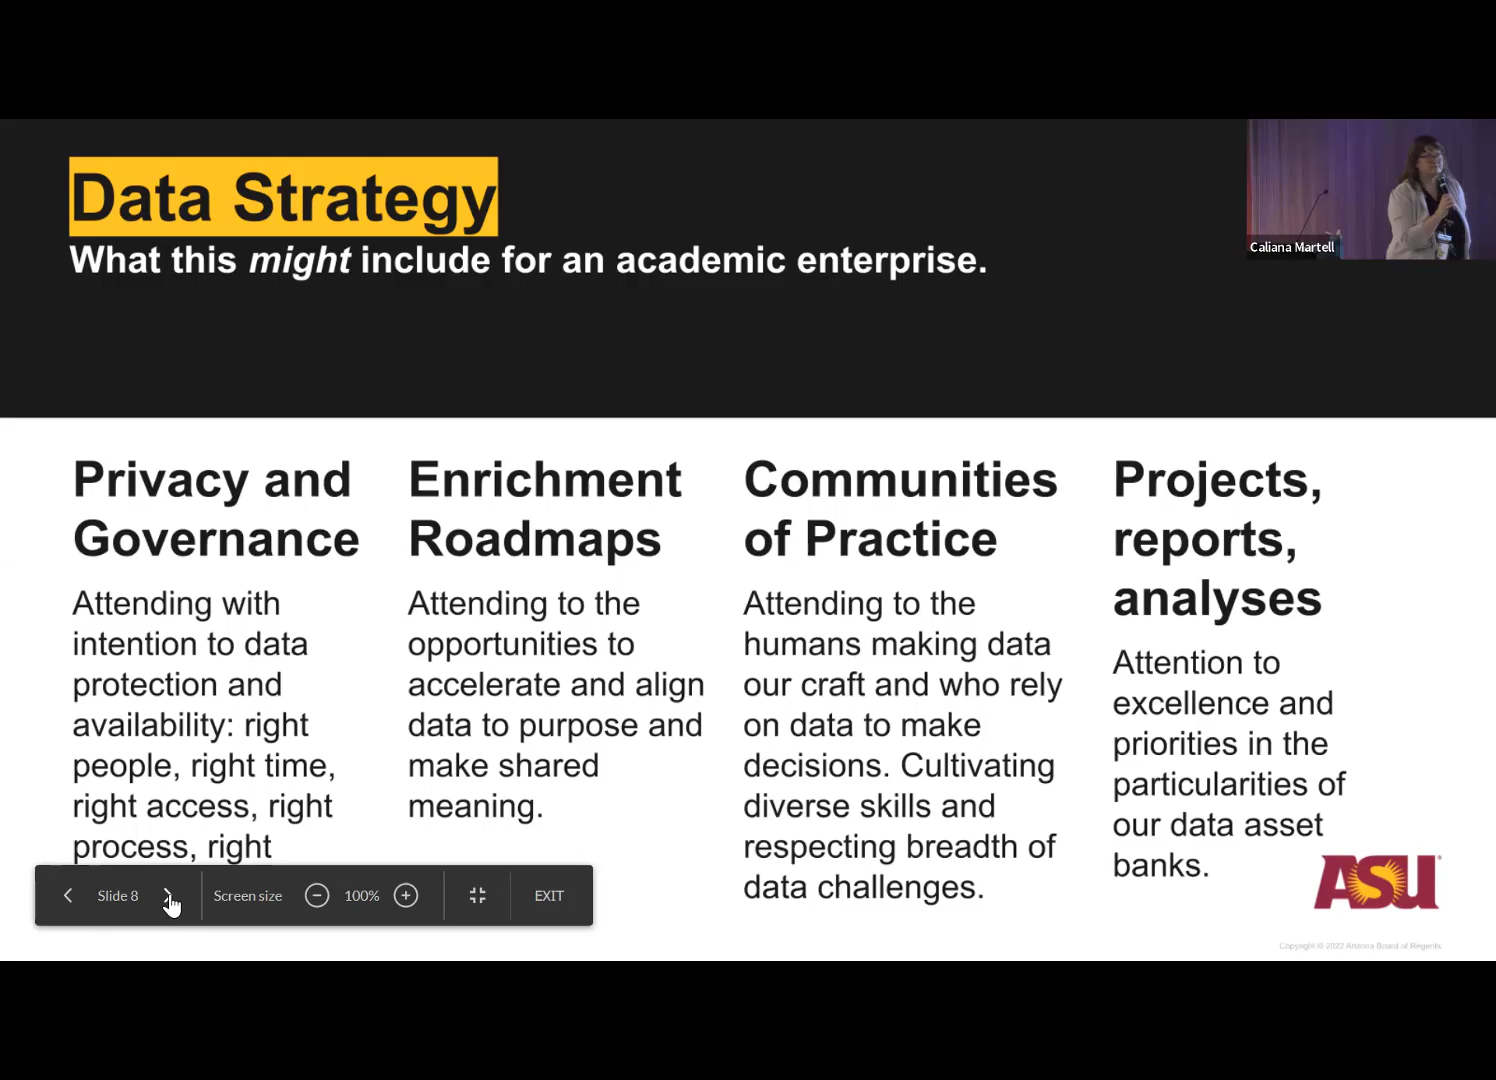 Data Strategy
What this might include for an academic enterprise.
Caliana Martell
Privacy and
Governance
Attending with
intention to data
protection and
availability: right
people, right time,
right access, right
process, right
Enrichment
Roadmaps
Attending to the
opportunities to
accelerate and align
data to purpose and
make shared
meaning.
Communities
of Practice
Attending to the
humans making data
our craft and who rely
on data to make
decisions. Cultivating
diverse skills and
respecting breadth of
data challenges.
Projects,
reports,
analyses
Attention to
excellence and
priorities in the
particularities of
our data asset
banks.
Slide 8
Screen size
100%
EXIT
ASU
Copyright © 2022 Arizona Board of Regents